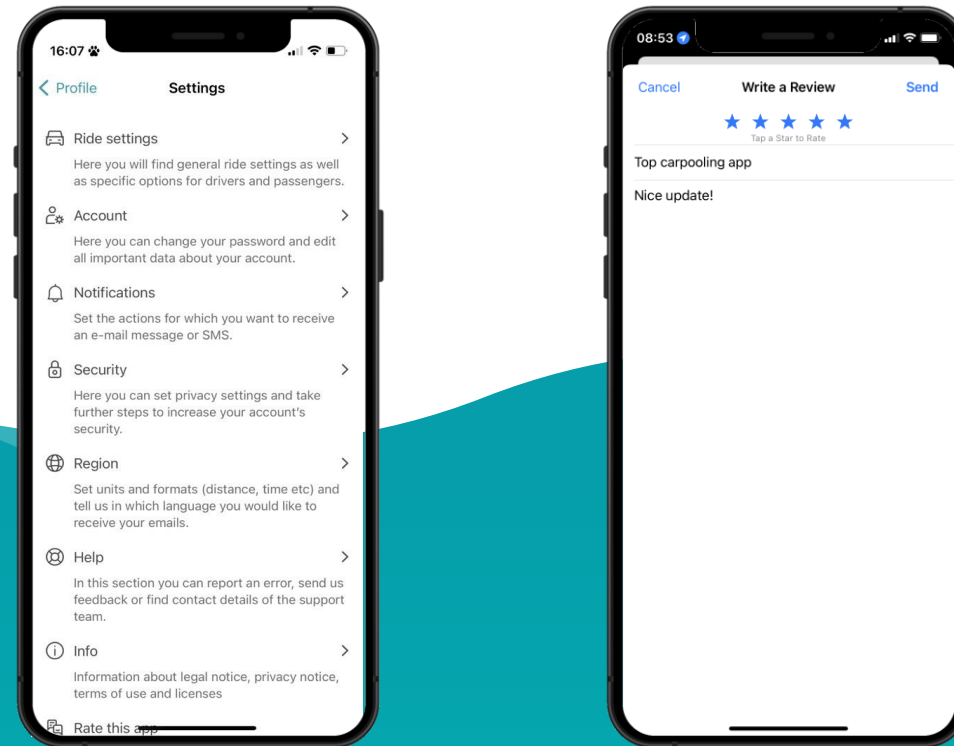 16:07
Profile
Settings
Ride settings
Here you will find general ride settings as well
as specific options for drivers and passengers.
Account
Here you can change your password and edit
all important data about your account.
Notifications
Set the actions for which you want to receive
an e-mail message or SMS.
Security
Here you can set privacy settings and take
further steps to increase your account's
security.
Region
Set units and formats (distance, time etc) and
tell us in which language you would like to
receive your emails.
Help
In this section you can report an error, send us
feedback or find contact details of the support
team.
Info
Information about legal notice, privacy notice,
terms of use and licenses
Rate this app
08:53
Cancel
Write a Review
Send
Tap a Star to Rate
Top carpooling app
Nice update!